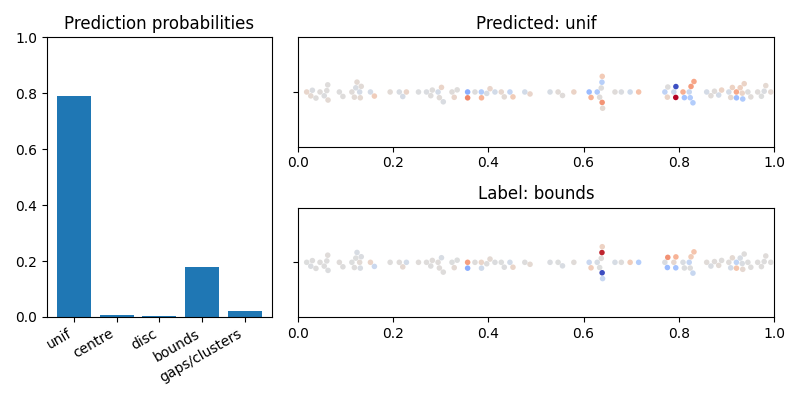 Prediction probabilities
1.0
0.8
0.6
0.4
0.2
0.0
unif
centre
disc
bounds
gaps/clusters
Predicted: unif
0.0 0.2 0.4 0.6 0.8 1.0
Label: bounds
0.0 0.2 0.4 0.6 0.8 1.0